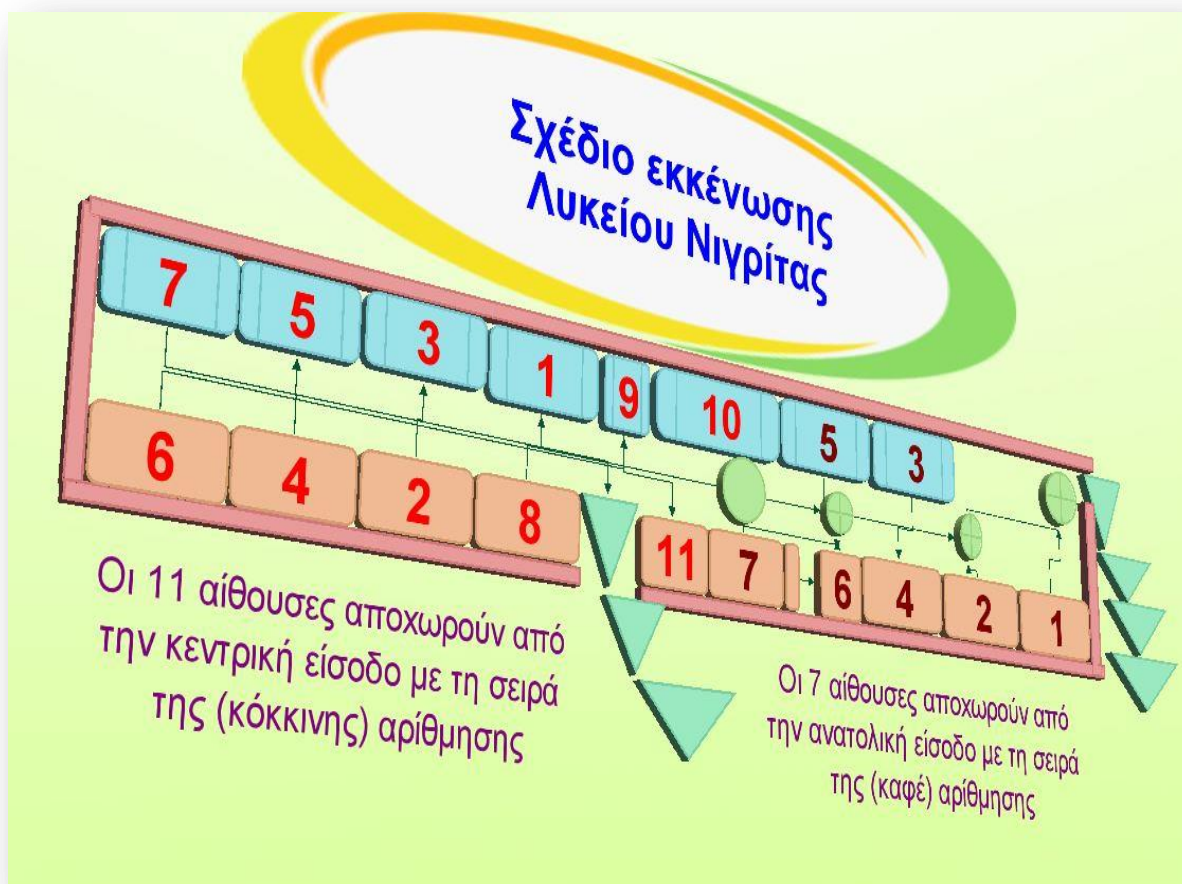 Σχέδιο εκκένωσης
Λυκείου Νιγρίτας
7 5 3 1 9 10 5 3
6 4 2 8 11 7 6 4 2 1
Οι 11 αίθουσες αποχωρούν από
την κεντρική είσοδο με τη σειρά
της (κόκκινης) αρίθμησης
Οι 7 αίθουσες αποχωρούν από
την ανατολική είσοδο με τη σειρά
της (καφέ) αρίθμησης